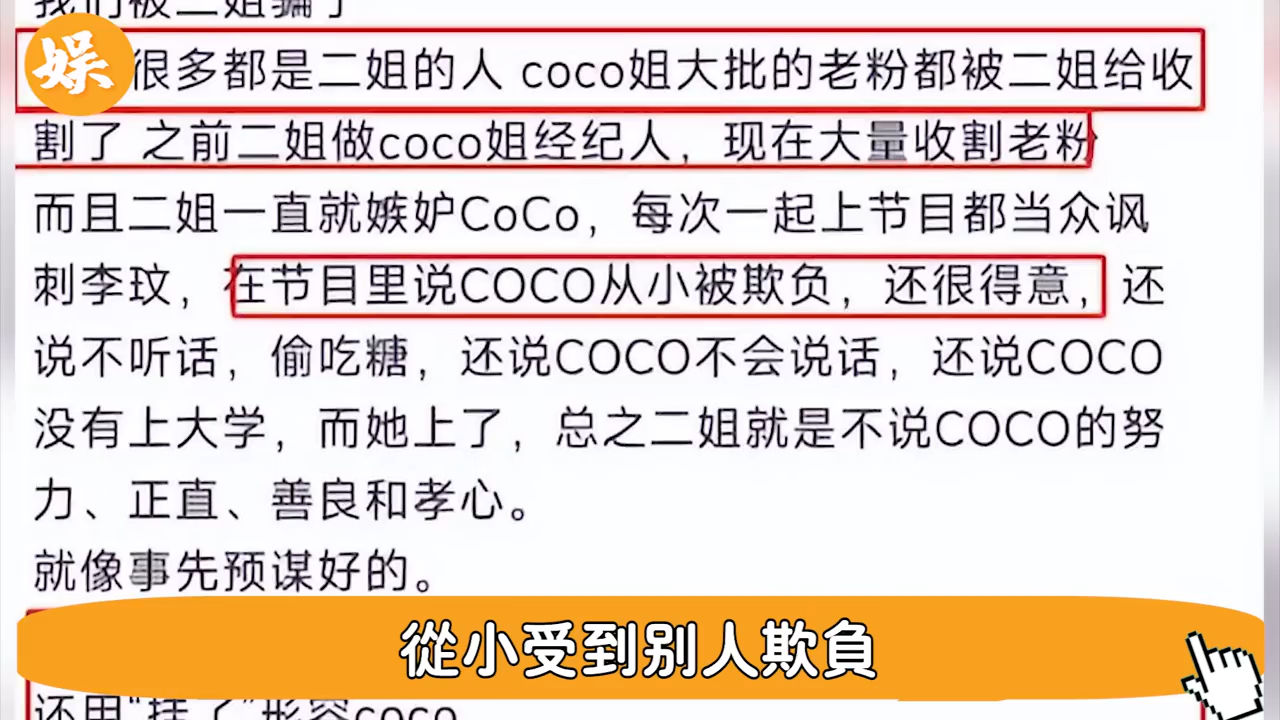 我们被二姐骗了
娱
很多都是二姐的人 coco姐大批的老粉都被二姐给收
割了 之前二姐做coco姐经纪人，现在大量收割老粉
而且二姐一直就嫉妒CoCo，每次一起上节目都当众讽
刺李玟，在节目里说COCO从小被欺负，还很得意，还
说不听话，偷吃糖，还说COCO不会说话，还说COCO
没有上大学，而她上了，总之二姐就是不说COCO的努
力、正直、善良和孝心。
就像事先预谋好的。
從小受到别人欺負
还用“ 了”形容coco